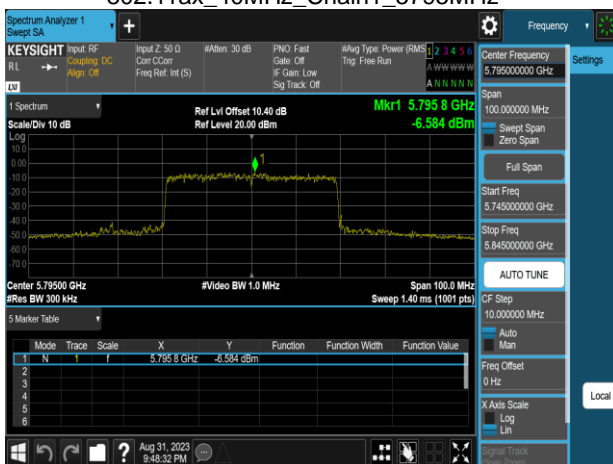 802.11ax_40MHz_Chain1_5795MHz
Spectrum Analyzer 1
Swept SA
Frequency
KEYSIGHT
RL
LXI
Input: RF
Coupling: DC
Align: Off
Input Z: 50 Ω
Corr CCorr
Freq Ref: Int (S)
#Atten: 30 dB
PNO: Fast
Gate: Off
IF Gain: Low
Sig Track: Off
#Avg Type: Power (RMS
Trig: Free Run
1 2 3 4 5 6
A WW WW W
A N N N N N
1 Spectrum
Scale/Div 10 dB
Ref Lvl Offset 10.40 dB
Ref Level 20.00 dBm
Mkr1 5.795 8 GHz
-6.584 dBm
Log
10.0
0.00
-10.0
-20.0
-30.0
-40.0
-50.0
-60.0
-70.0
1
Center 5.79500 GHz
#Res BW 300 kHz
#Video BW 1.0 MHz
Span 100.0 MHz
Sweep 1.40 ms (1001 pts)
5 Marker Table
Mode Trace Scale X Y Function Function Width Function Value
1 N 1 f 5.795 8 GHz -6.584 dBm
2
3
4
5
6
Aug 31, 2023
9:48:32 PM
Center Frequency
5.795000000 GHz
Settings
Span
100.000000 MHz
Swept Span
Zero Span
Full Span
Start Freq
5.745000000 GHz
Stop Freq
5.845000000 GHz
AUTO TUNE
CF Step
10.000000 MHz
Auto
Man
Freq Offset
0 Hz
Local
X Axis Scale
Log
Lin
Signal Track
(Span Zoom)